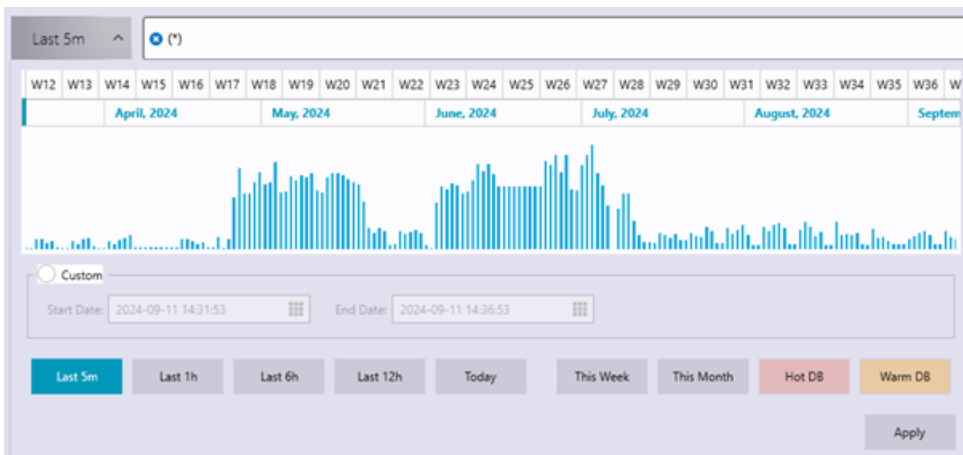 Last 5m (*)
W12 W13 W14 W15 W16 W17 W18 W19 W20 W21 W22 W23 W24 W25 W26 W27 W28 W29 W30 W31 W32 W33 W34 W35 W36 W
April, 2024 May, 2024 June, 2024 July, 2024 August, 2024 Septem
Custom
Start Date: 2024-09-11 14:31:53 End Date: 2024-09-11 14:36:53
Last 5m Last 1h Last 6h Last 12h Today This Week This Month Hot DB Warm DB
Apply